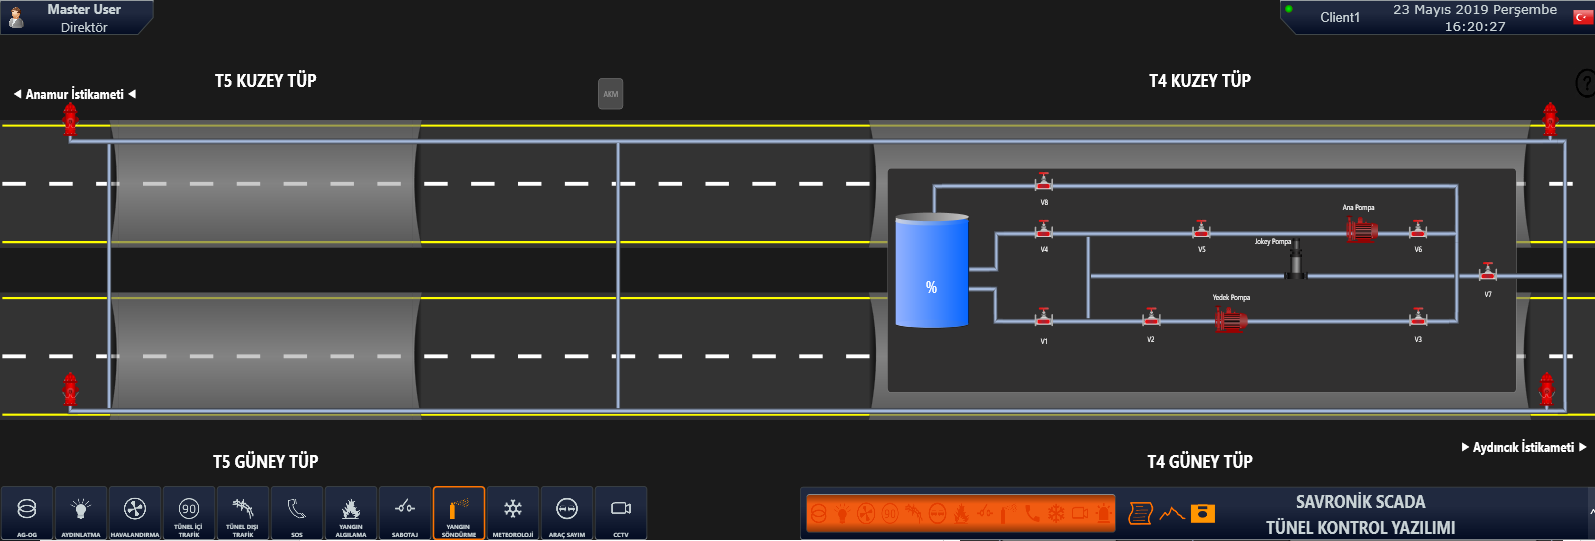 Master User
Direktör
Client1
23 Mayıs 2019 Perşembe
16:20:27
T5 KUZEY TÜP
T4 KUZEY TÜP
AKM
?
Anamur İstikameti
V8
Ana Pompa
V4
V5
V6
Jokey Pompa
%
V7
Yedek Pompa
V1
V2
V3
Aydıncık İstikameti
T5 GÜNEY TÜP
T4 GÜNEY TÜP
AG-OG
AYDINLATMA
HAVALANDIRMA
90
TÜNEL İÇİ
TRAFİK
TÜNEL DIŞI
TRAFİK
SOS
YANGIN
ALGILAMA
SABOTAJ
YANGIN
SÖNDÜRME
METEOROLOJİ
ARAÇ SAYIM
CCTV
90
SAVRONİK SCADA
TÜNEL KONTROL YAZILIMI